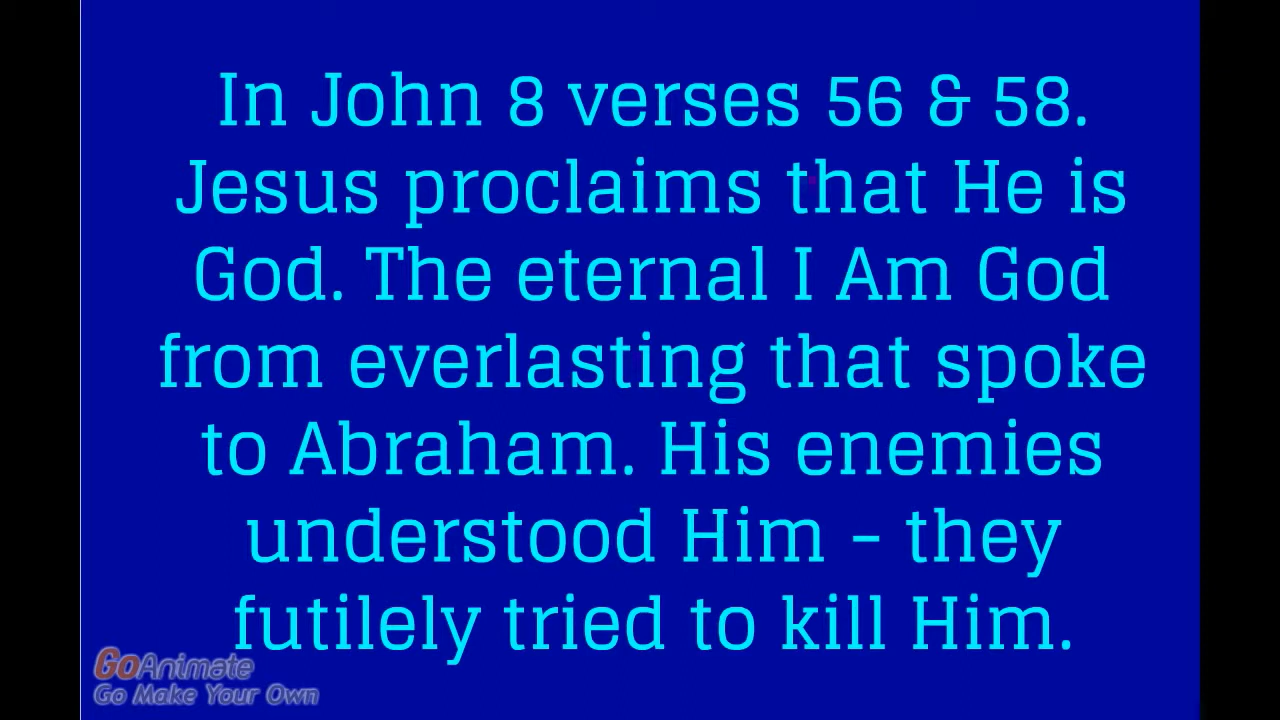 In John 8 verses 56 & 58.
Jesus proclaims that He is
God. The eternal I Am God
from everlasting that spoke
to Abraham. His enemies
understood Him – they
futilely tried to kill Him.
GoAnimate
Go Make Your Own